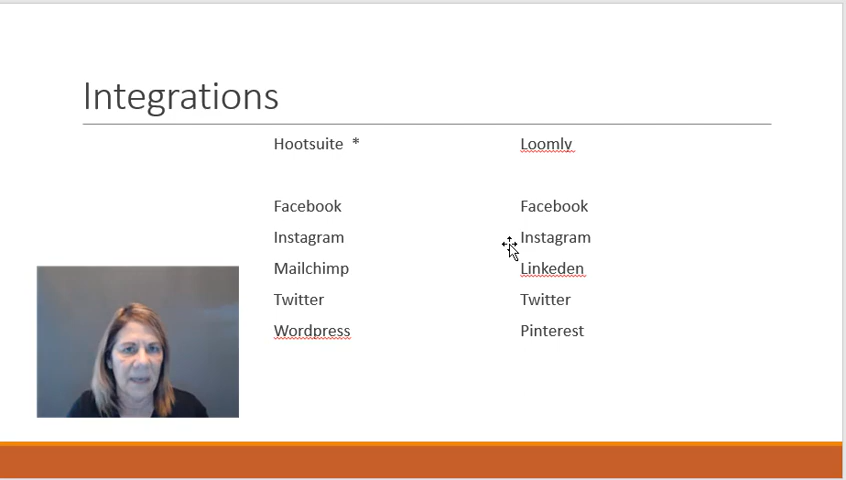 Integrations
Hootsuite *
Loomly
Facebook
Facebook
Instagram
Instagram
Mailchimp
Linkeden
Twitter
Twitter
Wordpress
Pinterest